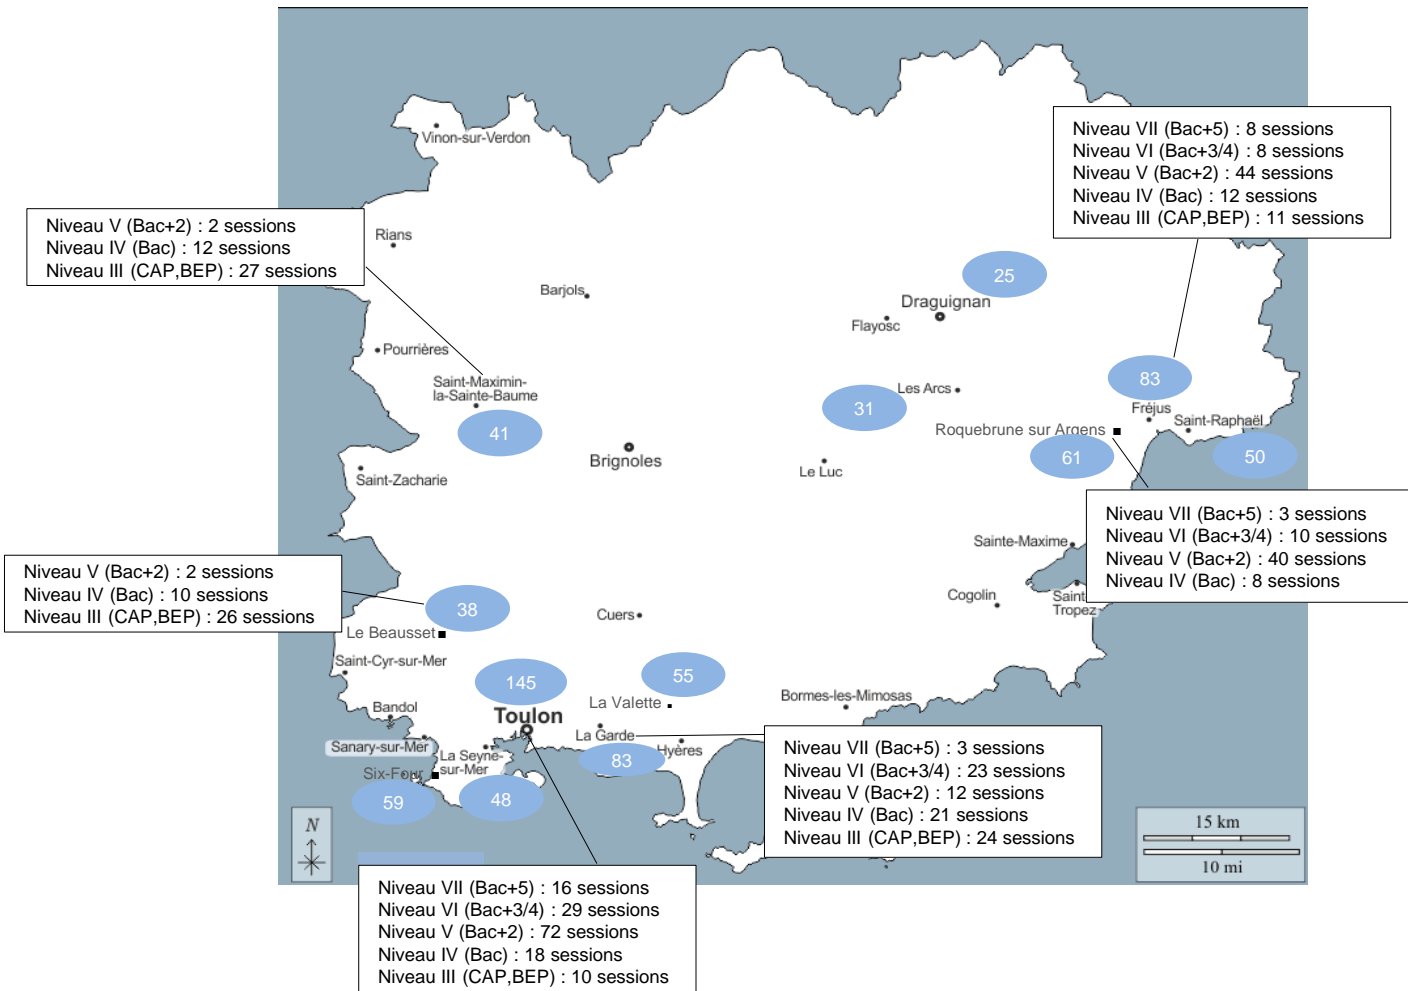 Vinon-sur-Verdon
Niveau VII (Bac+5) : 8 sessions
Niveau VI (Bac+3/4) : 8 sessions
Niveau V (Bac+2) : 44 sessions
Niveau IV (Bac) : 12 sessions
Niveau III (CAP,BEP) : 11 sessions
Niveau V (Bac+2) : 2 sessions
Niveau IV (Bac) : 12 sessions
Niveau III (CAP,BEP) : 27 sessions
Rians
Barjols
25
Draguignan
Flayosc
Pourrières
Saint-Maximin-
la-Sainte-Baume
41
31
Les Arcs
83
Fréjus
Saint-Raphaël
Roquebrune sur Argens
61
50
Brignoles
Le Luc
Saint-Zacharie
Niveau VII (Bac+5) : 3 sessions
Niveau VI (Bac+3/4) : 10 sessions
Niveau V (Bac+2) : 40 sessions
Niveau IV (Bac) : 8 sessions
Sainte-Maxime
Cogolin
Saint-
Tropez
Niveau V (Bac+2) : 2 sessions
Niveau IV (Bac) : 10 sessions
Niveau III (CAP,BEP) : 26 sessions
38
Le Beausset
Cuers
Saint-Cyr-sur-Mer
145
Toulon
55
La Valette
Bormes-les-Mimosas
Bandol
Sanary-sur-Mer
La Garde
Hyères
83
La Seyne-
sur-Mer
Six-Four
59
48
Niveau VII (Bac+5) : 3 sessions
Niveau VI (Bac+3/4) : 23 sessions
Niveau V (Bac+2) : 12 sessions
Niveau IV (Bac) : 21 sessions
Niveau III (CAP,BEP) : 24 sessions
N
15 km
10 mi
Niveau VII (Bac+5) : 16 sessions
Niveau VI (Bac+3/4) : 29 sessions
Niveau V (Bac+2) : 72 sessions
Niveau IV (Bac) : 18 sessions
Niveau III (CAP,BEP) : 10 sessions